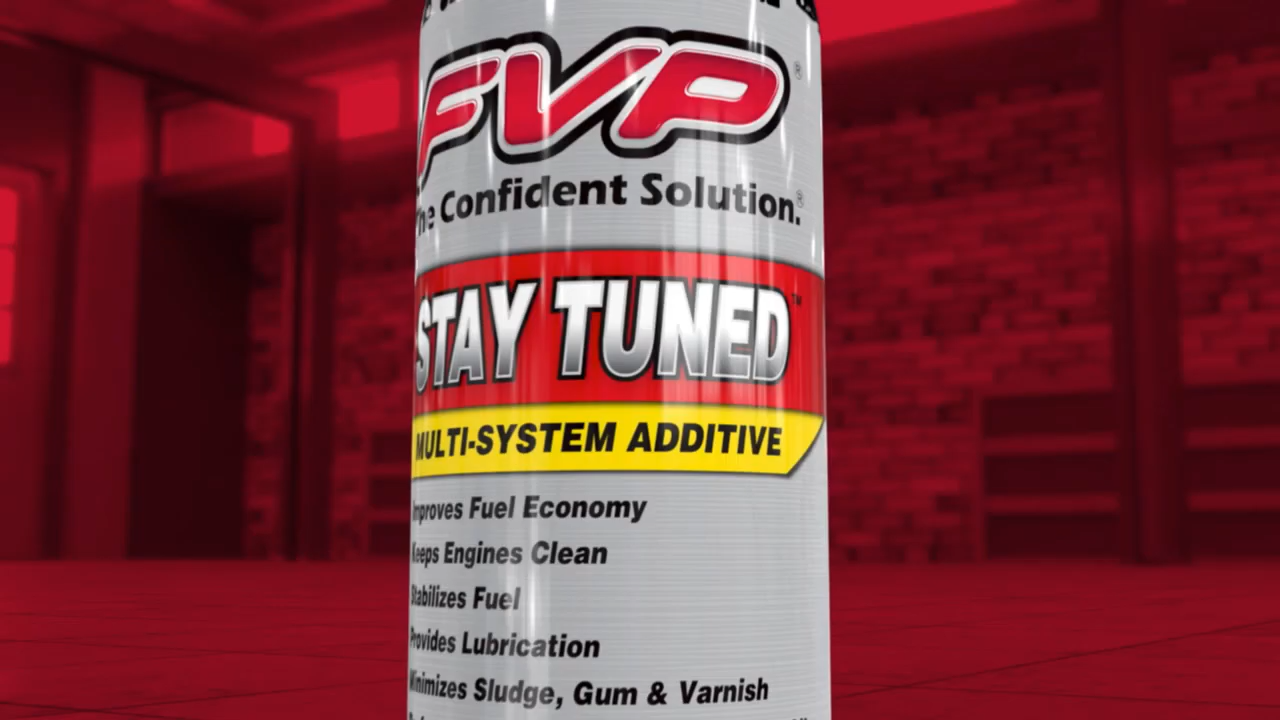 FVP®
The Confident Solution.®
STAY TUNED™
MULTI-SYSTEM ADDITIVE
Improves Fuel Economy
Keeps Engines Clean
Stabilizes Fuel
Provides Lubrication
Minimizes Sludge, Gum & Varnish